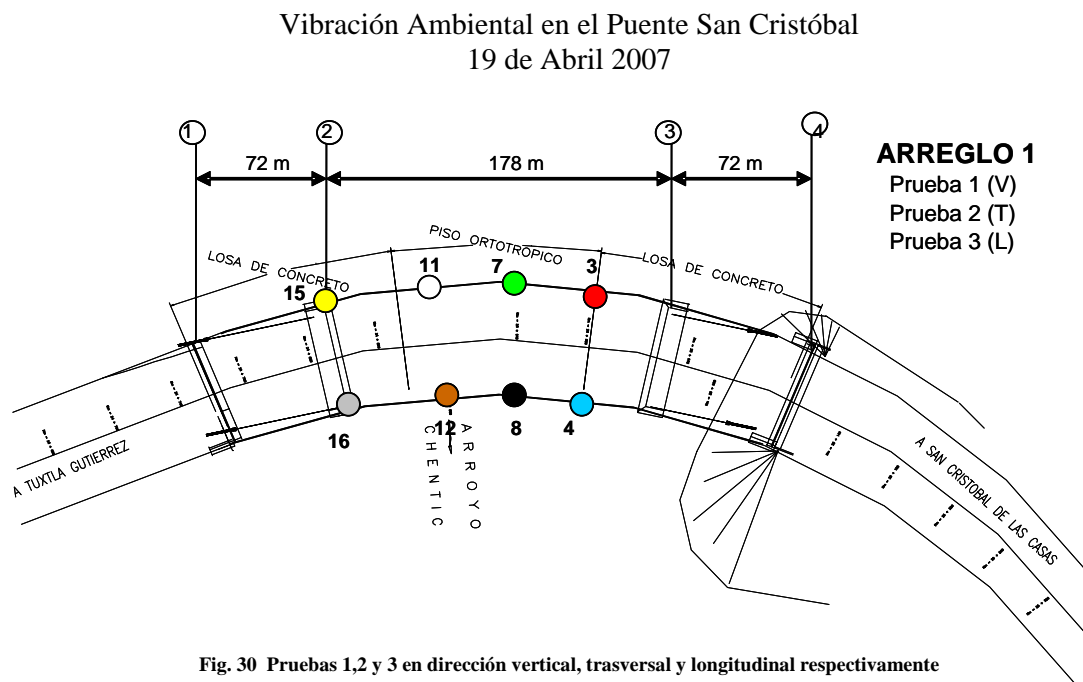 Vibración Ambiental en el Puente San Cristóbal
19 de Abril 2007
1
2
3
4
72 m
178 m
72 m
ARREGLO 1
Prueba 1 (V)
Prueba 2 (T)
Prueba 3 (L)
LOSA DE CONCRETO
PISO ORTOTROPICO
LOSA DE CONCRETO
15
11
7
3
16
12
8
4
ARROYO
CHENTIC
A TUXTLA GUTIERREZ
A SAN CRISTOBAL DE LAS CASAS
Fig. 30 Pruebas 1,2 y 3 en dirección vertical, trasversal y longitudinal respectivamente